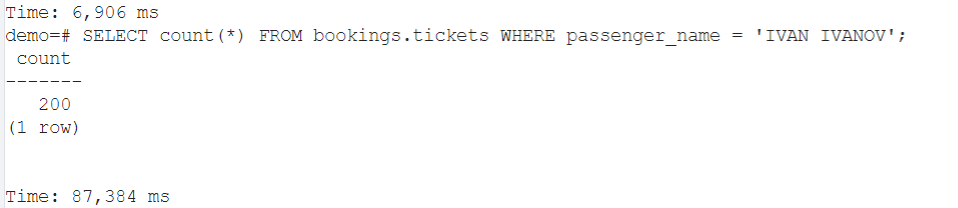 Time: 6,906 ms
demo=# SELECT count(*) FROM bookings.tickets WHERE passenger_name = 'IVAN IVANOV';
 count
-------
   200
(1 row)
Time: 87,384 ms